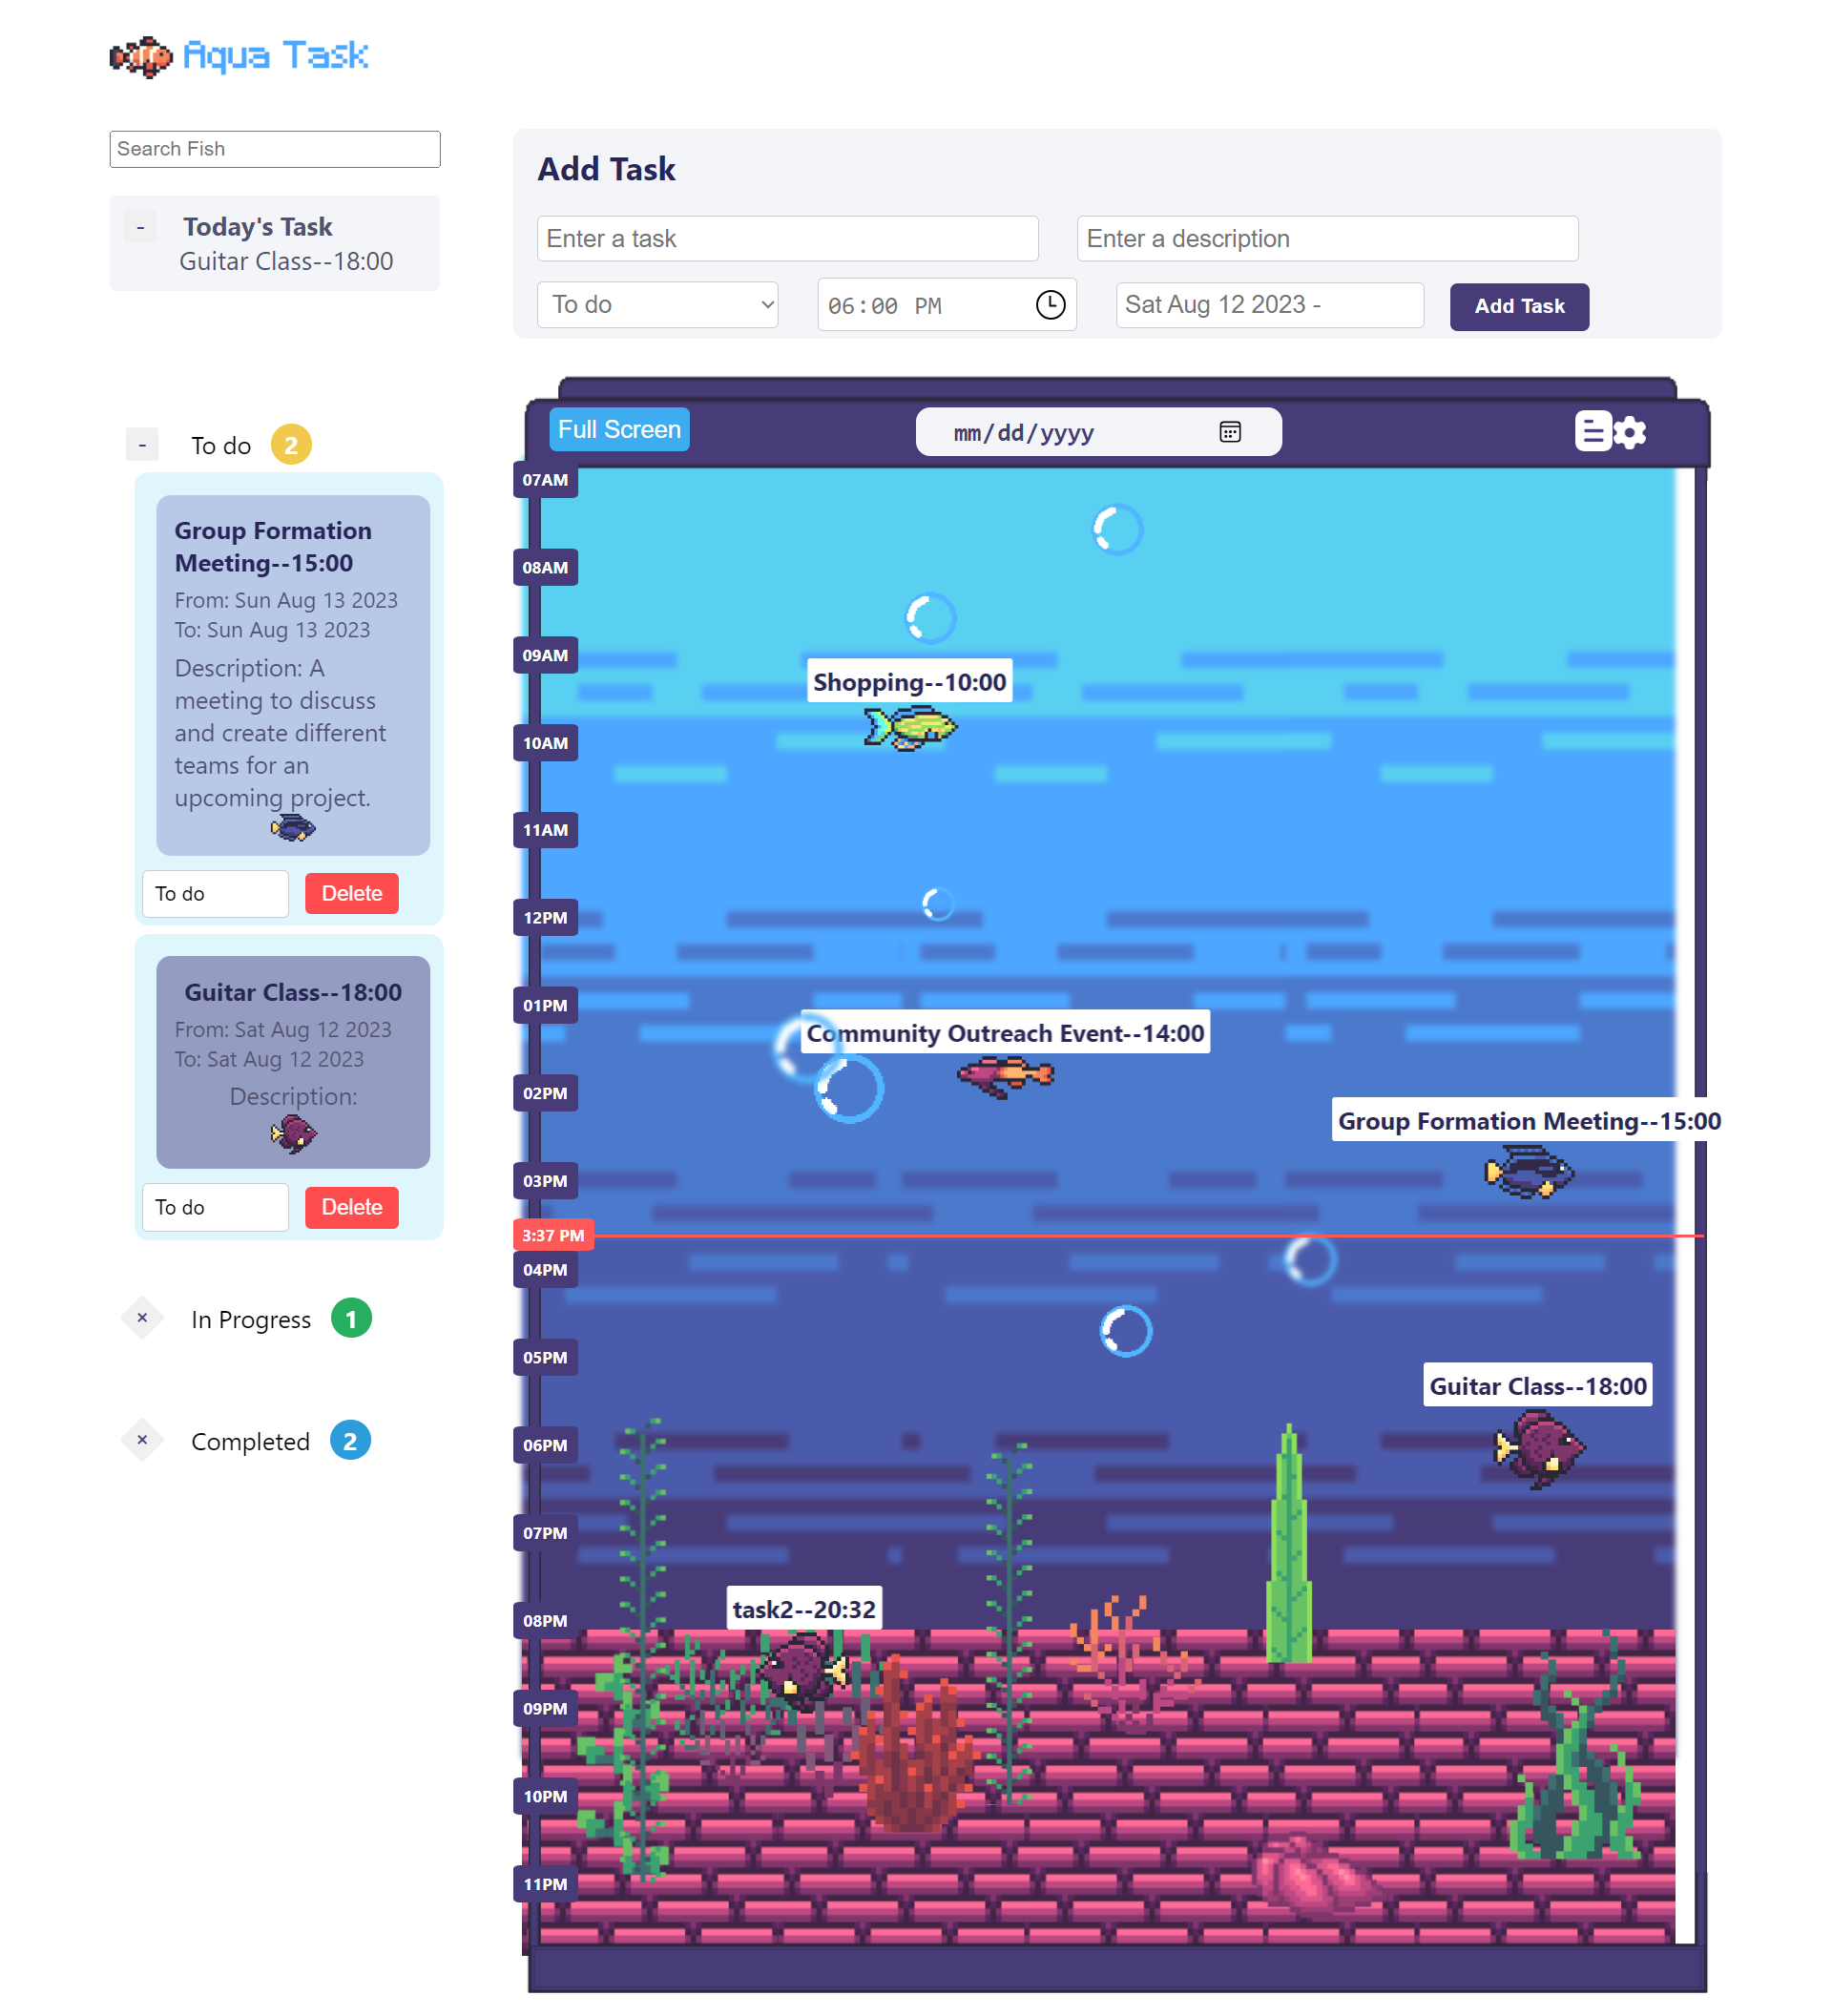 Aqua Task
Search Fish
-
Today's Task
Guitar Class--18:00
Add Task
Enter a task
Enter a description
To do
06:00 PM
Sat Aug 12 2023 -
Add Task
-
To do
2
Group Formation
Meeting--15:00
From: Sun Aug 13 2023
To: Sun Aug 13 2023
Description: A
meeting to discuss
and create different
teams for an
upcoming project.
To do
Delete
Guitar Class--18:00
From: Sat Aug 12 2023
To: Sat Aug 12 2023
Description:
To do
Delete
×
In Progress
1
×
Completed
2
Full Screen
mm/dd/yyyy
07AM
08AM
09AM
Shopping--10:00
10AM
11AM
12PM
01PM
Community Outreach Event--14:00
02PM
Group Formation Meeting--15:00
03PM
3:37 PM
04PM
05PM
Guitar Class--18:00
06PM
07PM
task2--20:32
08PM
09PM
10PM
11PM